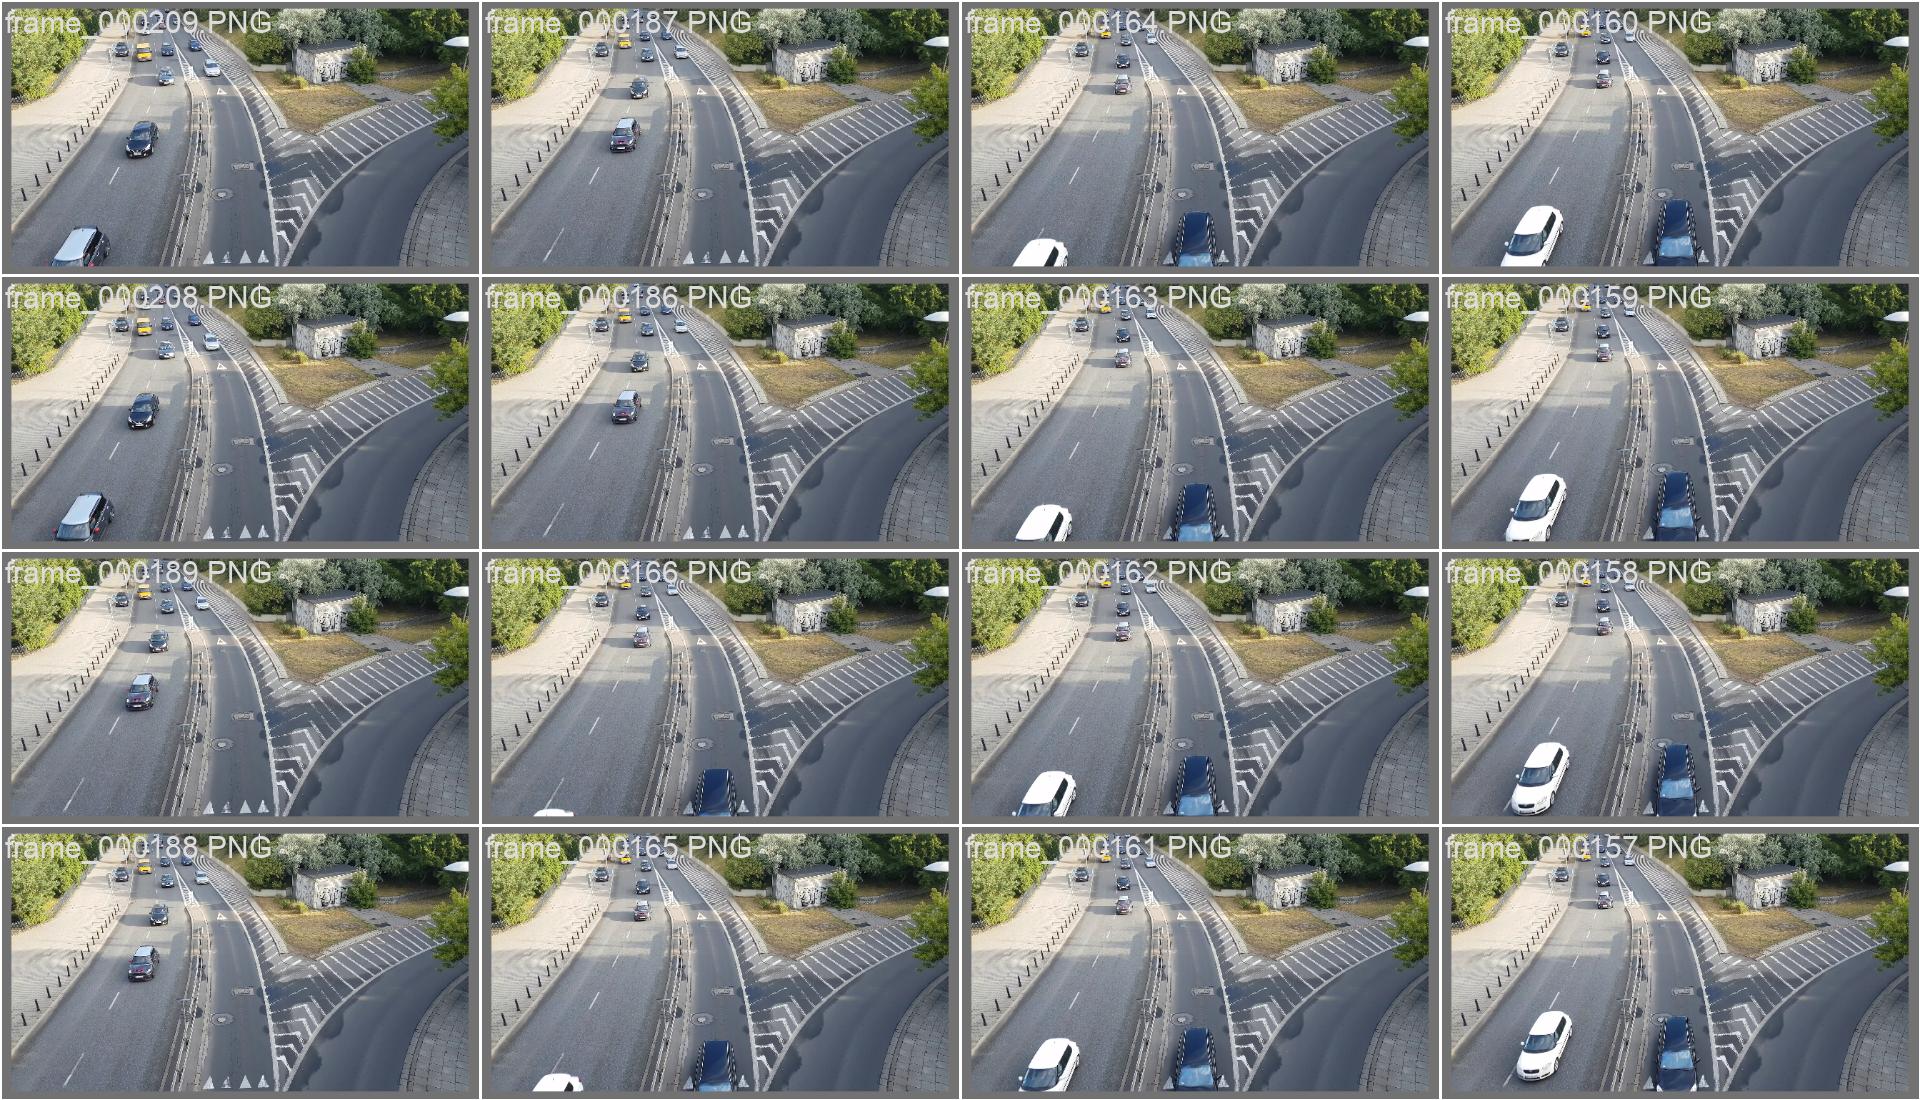 frame_000209.PNG
frame_000187.PNG
frame_000164.PNG
frame_000160.PNG
frame_000208.PNG
frame_000186.PNG
frame_000163.PNG
frame_000159.PNG
frame_000189.PNG
frame_000166.PNG
frame_000162.PNG
frame_000158.PNG
frame_000188.PNG
frame_000165.PNG
frame_000161.PNG
frame_000157.PNG